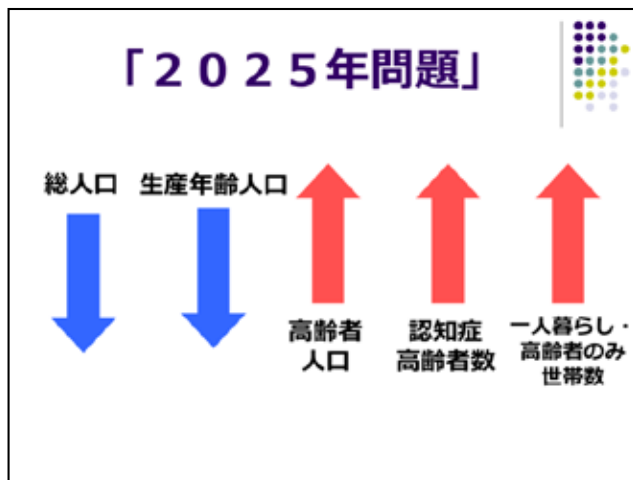 「２０２５年問題」
総人口
生産年齢人口
高齢者
人口
認知症
高齢者数
一人暮らし・
高齢者のみ
世帯数